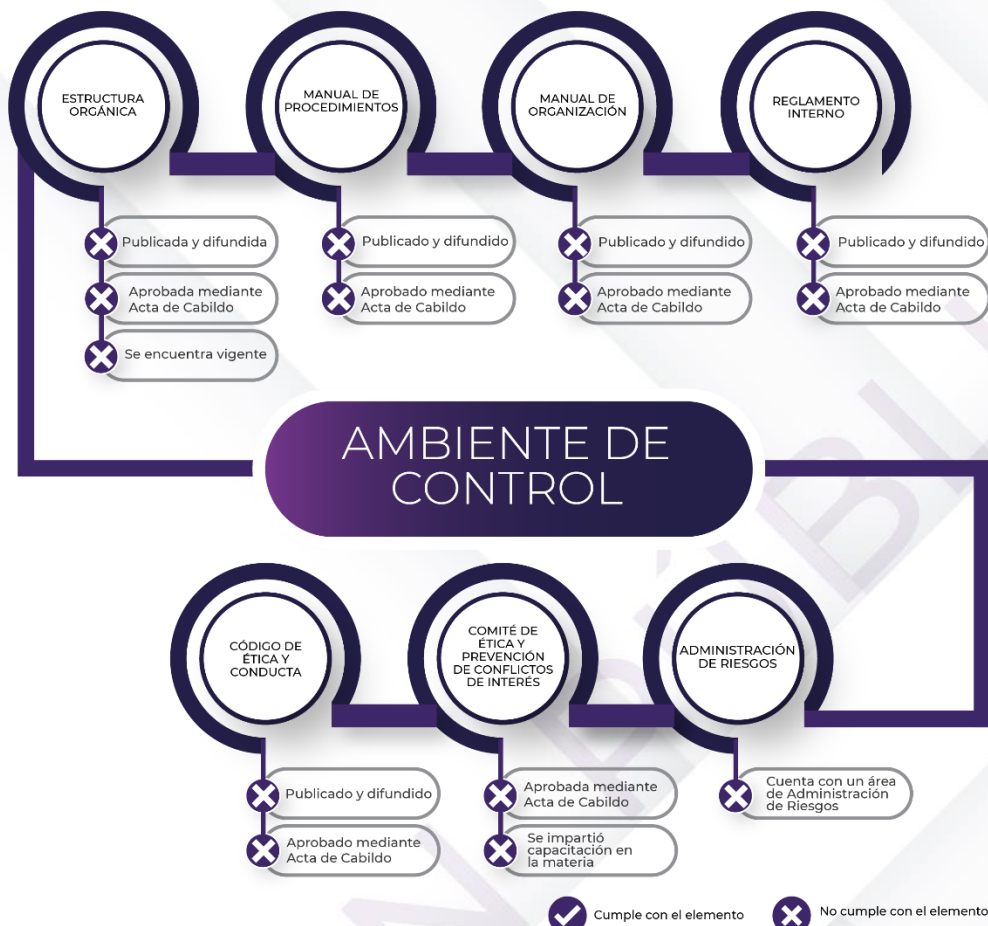 ESTRUCTURA
ORGÁNICA
MANUAL DE
PROCEDIMIENTOS
MANUAL DE
ORGANIZACIÓN
REGLAMENTO
INTERNO
Publicada y difundida
Aprobada mediante
Acta de Cabildo
Se encuentra vigente
Publicado y difundido
Aprobado mediante
Acta de Cabildo
Publicado y difundido
Aprobado mediante
Acta de Cabildo
Publicado y difundido
Aprobado mediante
Acta de Cabildo
AMBIENTE DE
CONTROL
CÓDIGO DE
ÉTICA Y
CONDUCTA
COMITÉ DE
ÉTICA Y
PREVENCIÓN
DE CONFLICTOS
DE INTERÉS
ADMINISTRACIÓN
DE RIESGOS
Publicado y difundido
Aprobado mediante
Acta de Cabildo
Aprobada mediante
Acta de Cabildo
Se impartió
capacitación en
la materia
Cuenta con un área
de Administración
de Riesgos
Cumple con el elemento
No cumple con el elemento